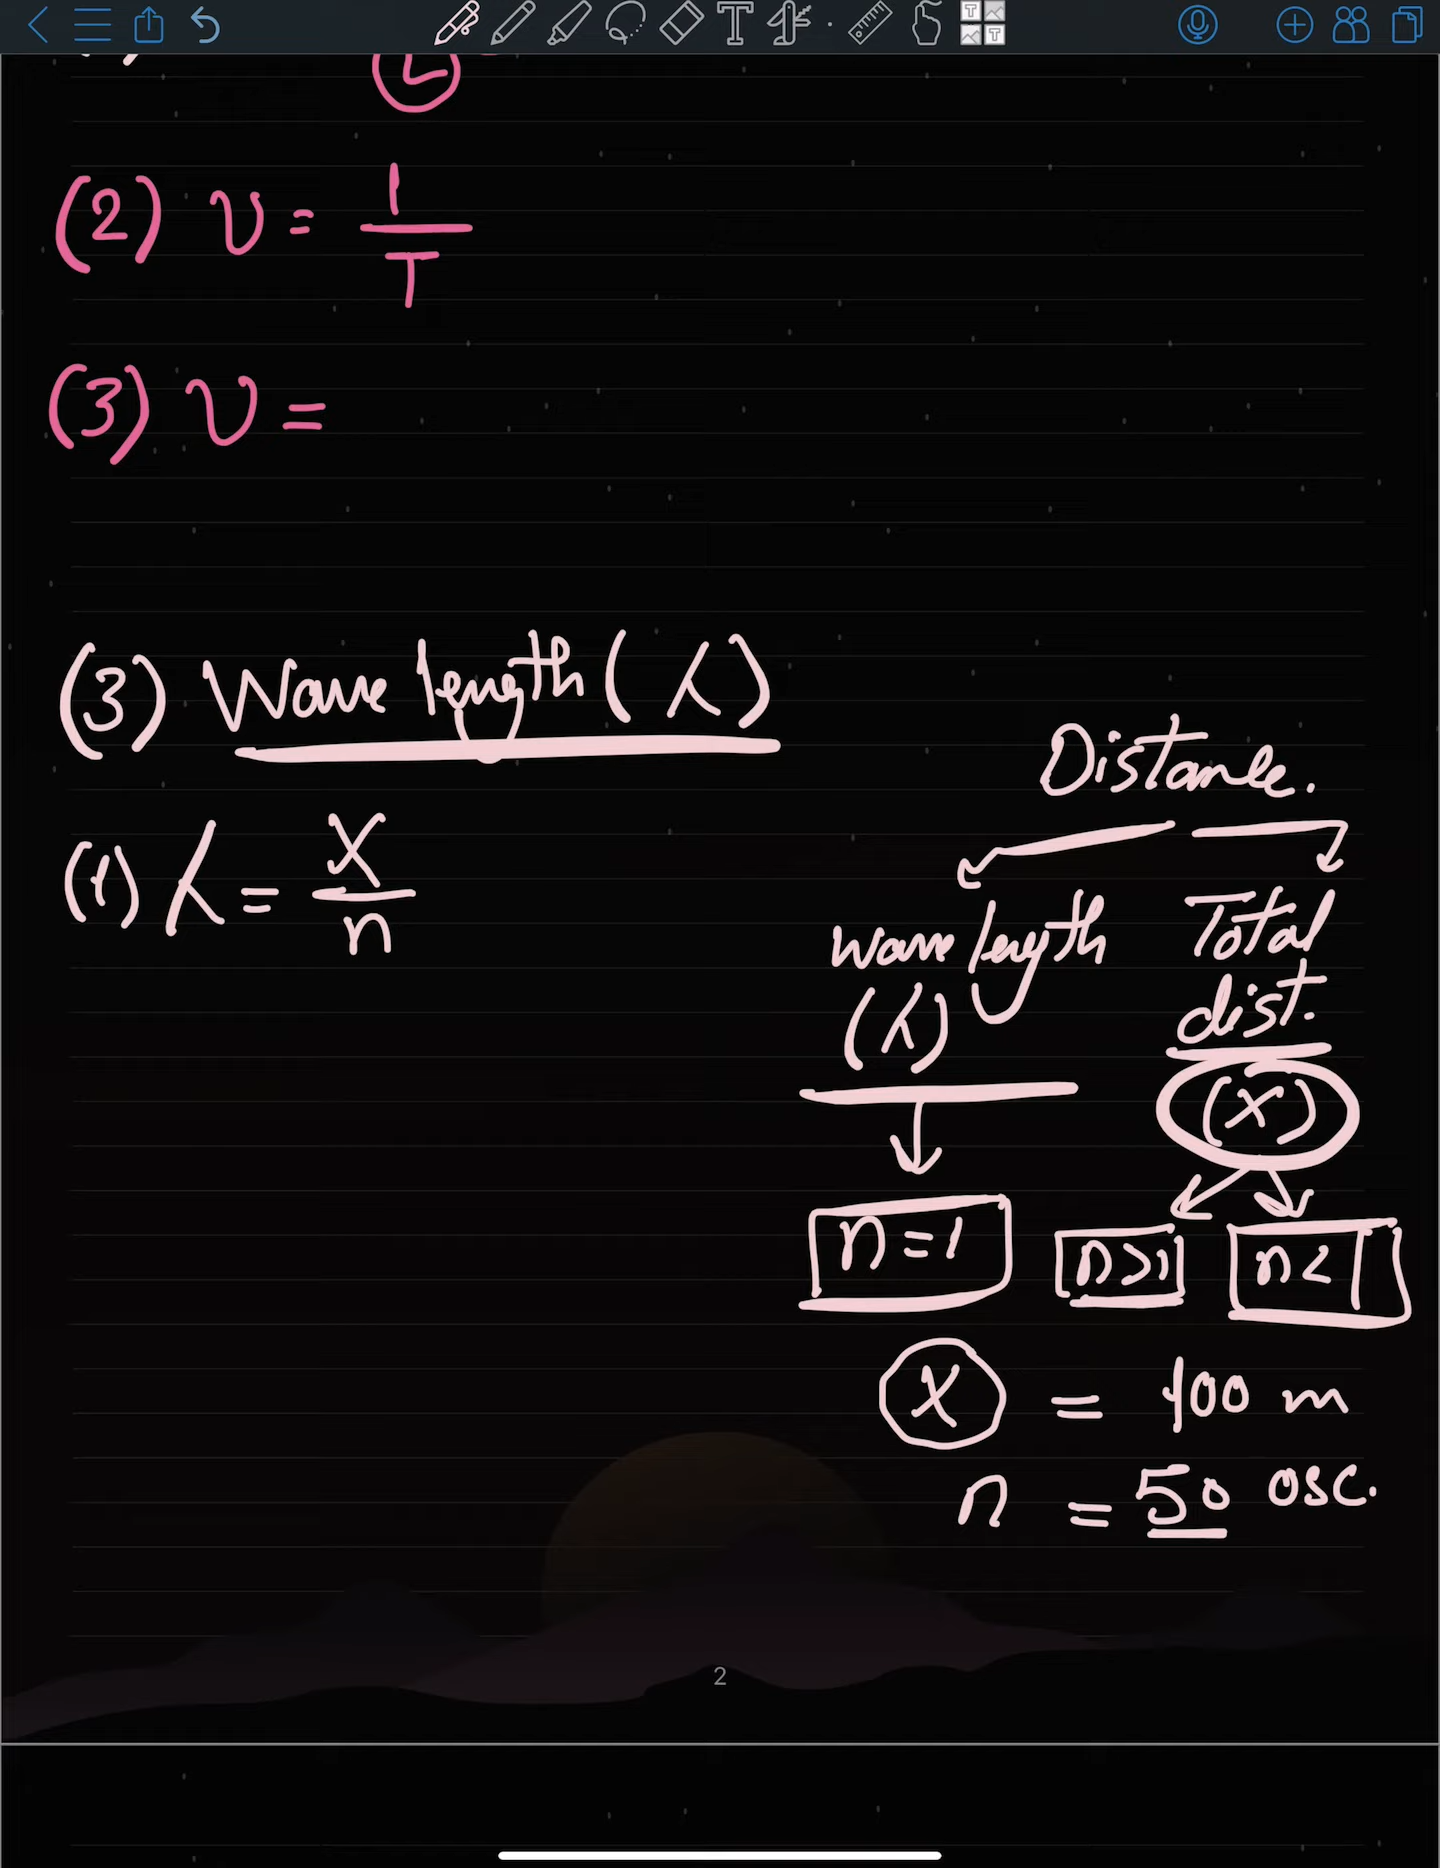 (2) ν = 1/T
(3) ν =
(3) Wave length (λ)
(1) λ = x/n
Distance.
wave length
(λ)
Total
dist.
(x)
n = 1
n>1
n<1
x = 100 m
n = 50 osc.
2